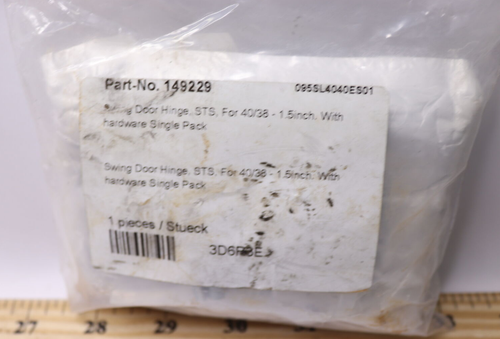 Part-No. 149229
095SL4040ES01
Door Hinge, STS, For 40/38 - 1.5inch. With
hardware Single Pack
Swing Door Hinge, STS, For 40/38 - 1.5inch. With
hardware Single Pack
1 pieces / Stueck
27
28
29
30
31